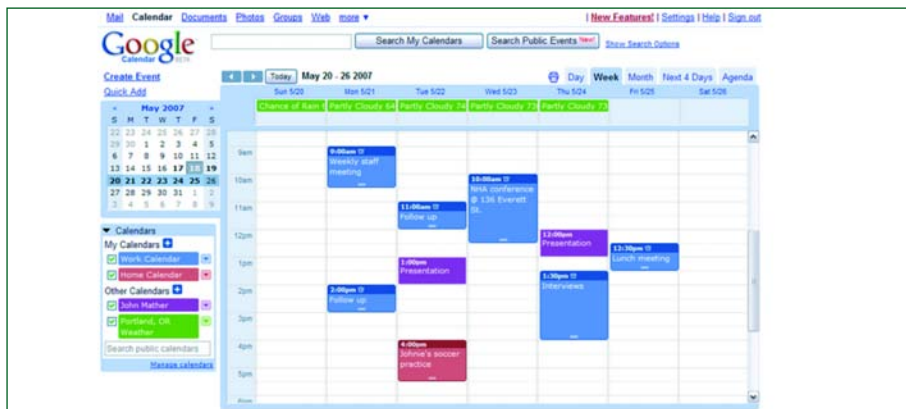 Mail Calendar Documents Photos Groups Web more ▼ | New Features! | Settings | Help | Sign out
Google
Calendar BETA
Search My Calendars Search Public Events New! Show Search Options
Create Event
Quick Add
Today May 20 - 26 2007 Day Week Month Next 4 Days Agenda
Sun 5/20 Mon 5/21 Tue 5/22 Wed 5/23 Thu 5/24 Fri 5/25 Sat 5/26
Chance of Rain Partly Cloudy 64 Partly Cloudy 74 Partly Cloudy 73 Partly Cloudy 73
« May 2007 »
S M T W T F S
22 23 24 25 26 27 28
29 30 1 2 3 4 5
6 7 8 9 10 11 12
13 14 15 16 17 18 19
20 21 22 23 24 25 26
27 28 29 30 31 1 2
3 4 5 6 7 8 9
▼ Calendars
My Calendars +
Work Calendar
Home Calendar
Other Calendars +
John Mather
Portland, OR
Weather
Search public calendars
Manage calendars
9am
10am
11am
12pm
1pm
2pm
3pm
4pm
5pm
6pm
9:00am
Weekly staff
meeting
2:00pm
Follow up
11:00am
Follow up
1:00pm
Presentation
4:00pm
Johnie's soccer
practice
10:00am
NHA conference
@ 136 Everett
St.
12:00pm
Presentation
1:30pm
Interviews
12:30pm
Lunch meeting